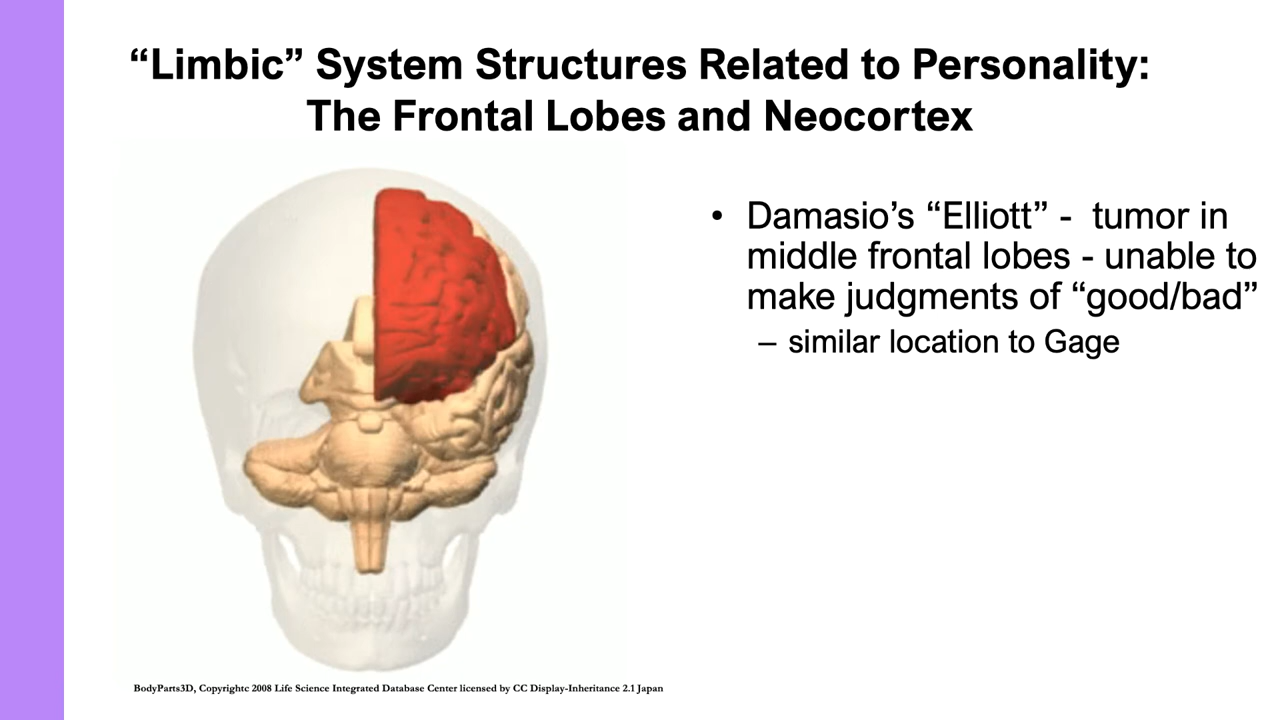 “Limbic” System Structures Related to Personality:
The Frontal Lobes and Neocortex
• Damasio’s “Elliott” - tumor in
middle frontal lobes - unable to
make judgments of “good/bad”
– similar location to Gage
BodyParts3D, Copyrightc 2008 Life Science Integrated Database Center licensed by CC Display-Inheritance 2.1 Japan